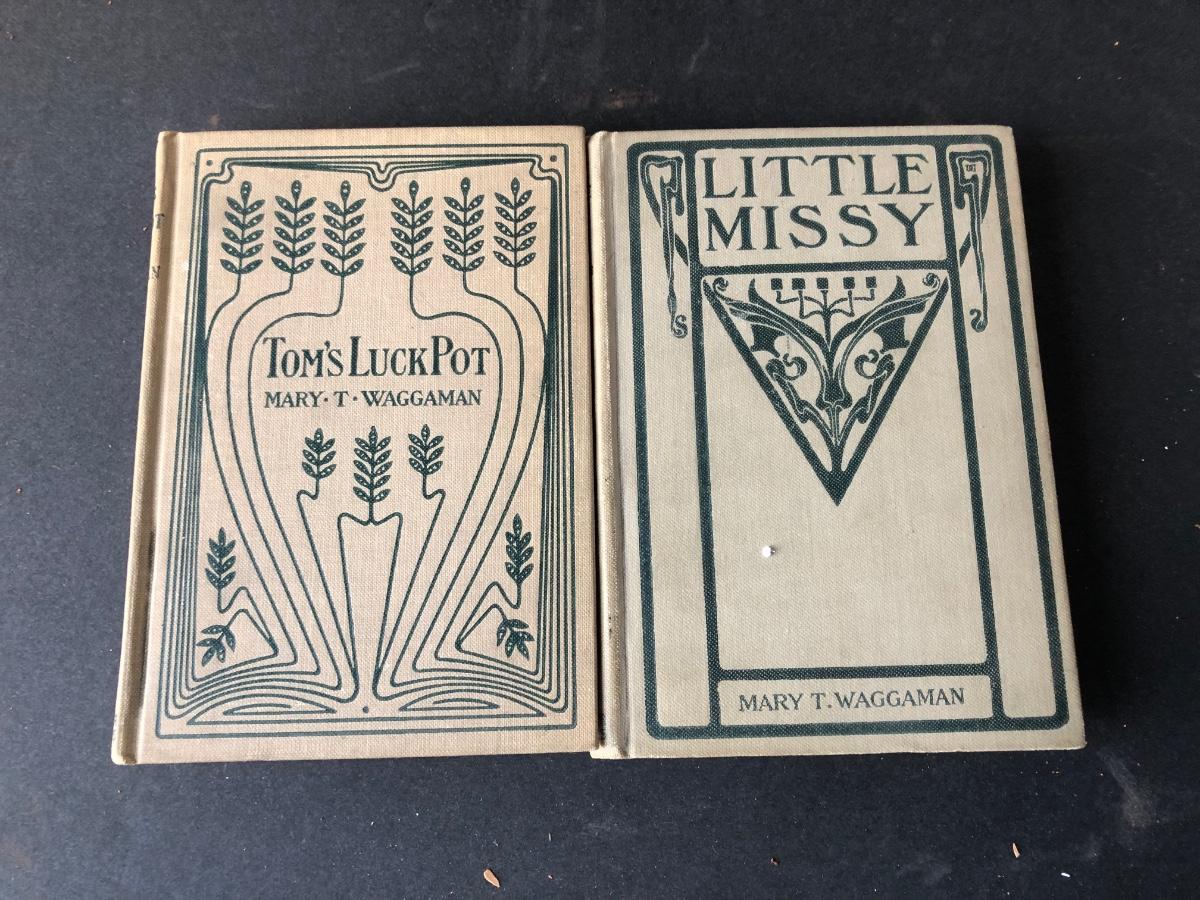 TOM'S LUCK POT
MARY · T · WAGGAMAN
LITTLE
MISSY
MARY T. WAGGAMAN